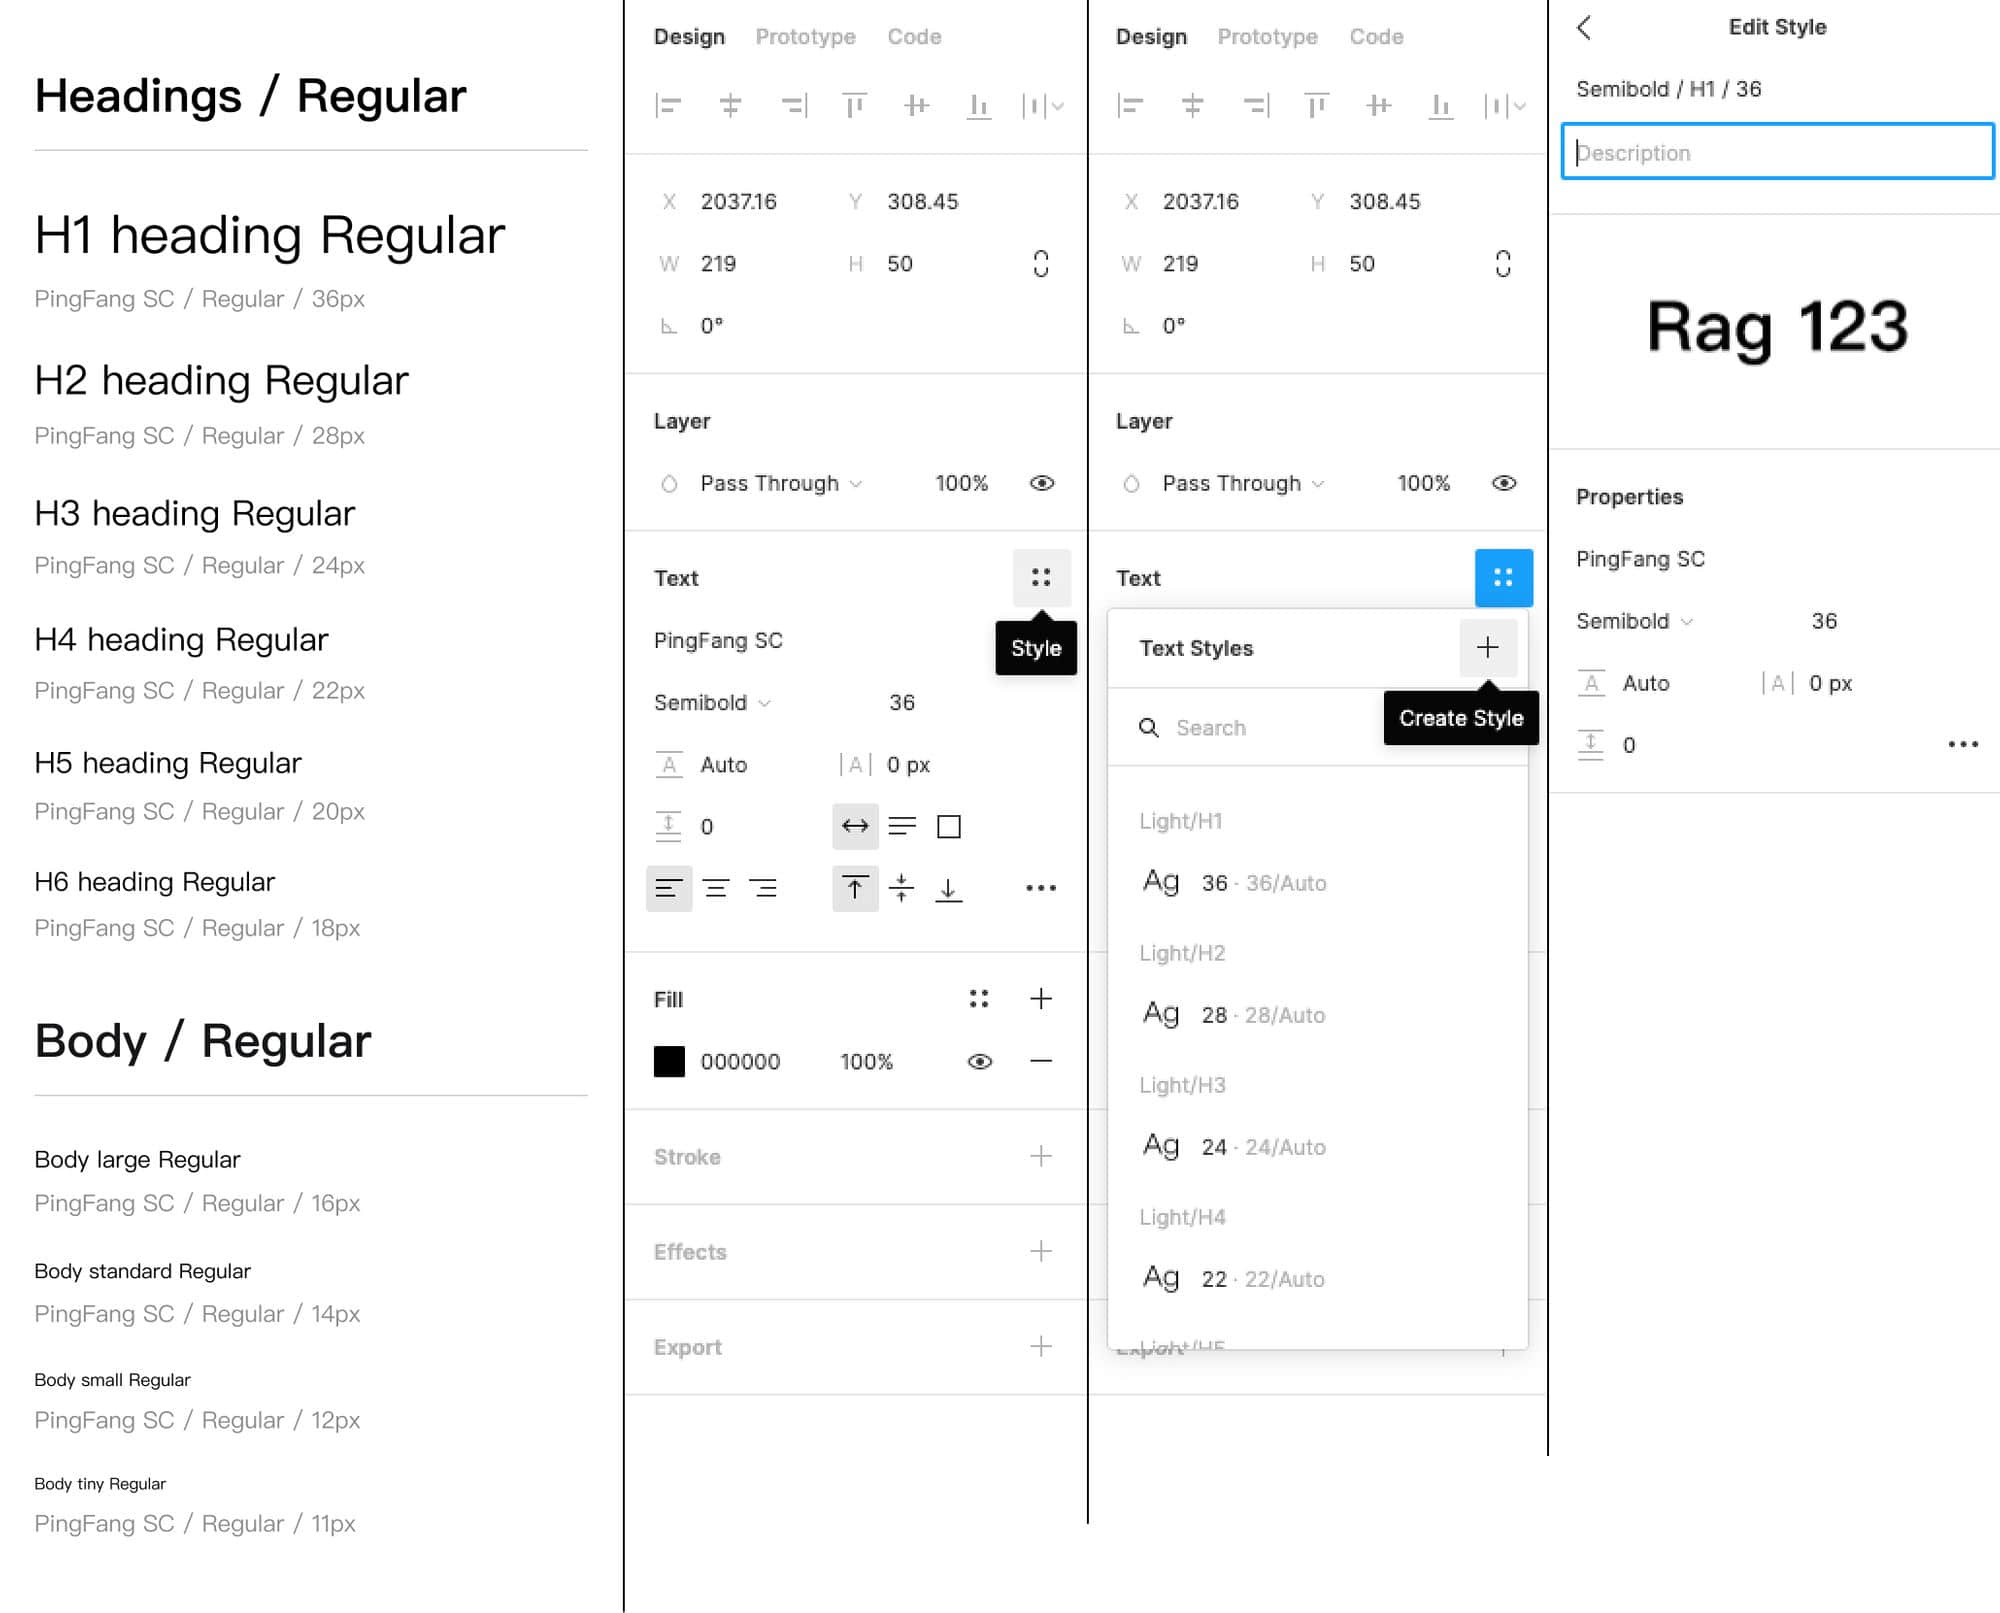 Headings / Regular
H1 heading Regular
PingFang SC / Regular / 36px
H2 heading Regular
PingFang SC / Regular / 28px
H3 heading Regular
PingFang SC / Regular / 24px
H4 heading Regular
PingFang SC / Regular / 22px
H5 heading Regular
PingFang SC / Regular / 20px
H6 heading Regular
PingFang SC / Regular / 18px
Body / Regular
Body large Regular
PingFang SC / Regular / 16px
Body standard Regular
PingFang SC / Regular / 14px
Body small Regular
PingFang SC / Regular / 12px
Body tiny Regular
PingFang SC / Regular / 11px
Design Prototype Code
X 2037.16 Y 308.45
W 219 H 50
0°
Layer
Pass Through 100%
Text
Style
PingFang SC
Semibold 36
A Auto |A| 0 px
0
Fill
000000 100%
Stroke
Effects
Export
Design Prototype Code
X 2037.16 Y 308.45
W 219 H 50
0°
Layer
Pass Through 100%
Text
Text Styles
Create Style
Search
Light/H1
Ag 36 · 36/Auto
Light/H2
Ag 28 · 28/Auto
Light/H3
Ag 24 · 24/Auto
Light/H4
Ag 22 · 22/Auto
Light/H5
Export
Edit Style
Semibold / H1 / 36
Description
Rag 123
Properties
PingFang SC
Semibold 36
A Auto |A| 0 px
0